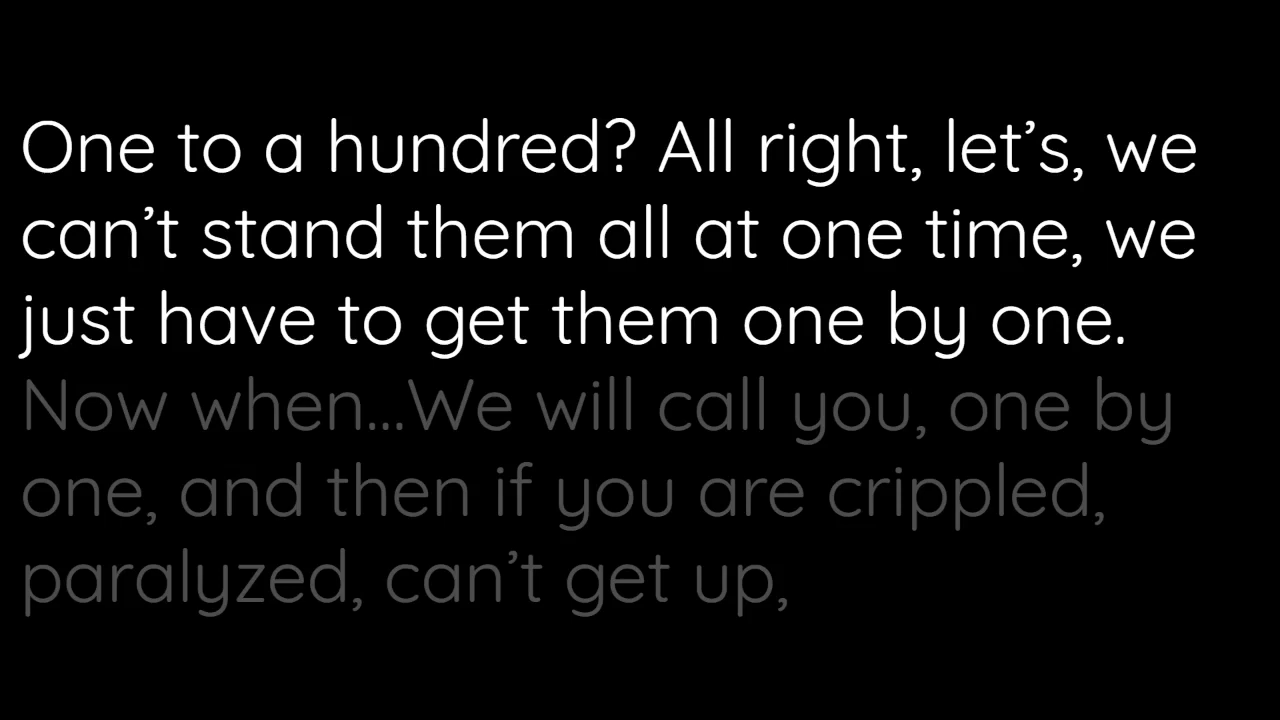 One to a hundred? All right, let’s, we
can’t stand them all at one time, we
just have to get them one by one.
Now when...We will call you, one by
one, and then if you are crippled,
paralyzed, can’t get up,